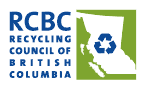 RCBC
RECYCLING
COUNCIL OF
BRITISH
COLUMBIA